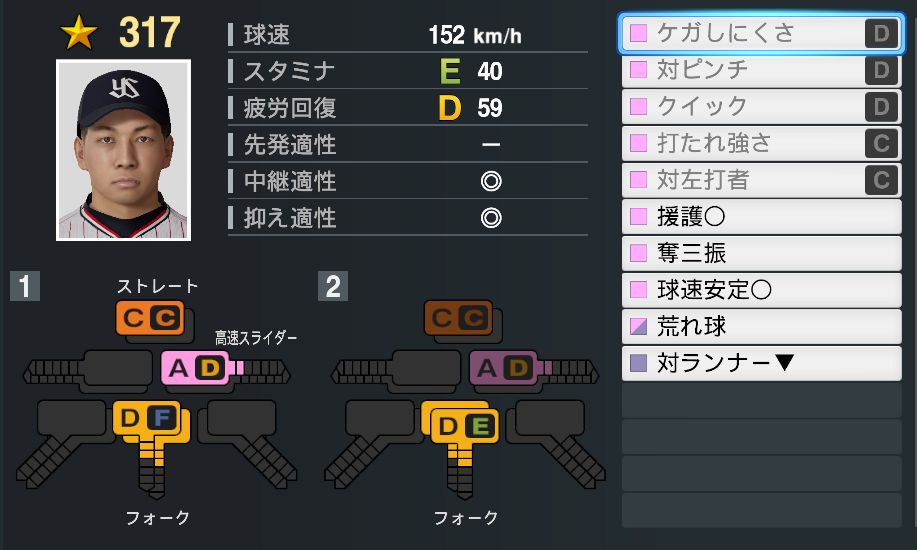 317
YS
球速 152 km/h
スタミナ E 40
疲労回復 D 59
先発適性 ー
中継適性 ◎
抑え適性 ◎
1
ストレート
C C
高速スライダー
A D
D F
フォーク
2
C C
A D
D E
フォーク
ケガしにくさ D
対ピンチ D
クイック D
打たれ強さ C
対左打者 C
援護〇
奪三振
球速安定〇
荒れ球
対ランナー▼